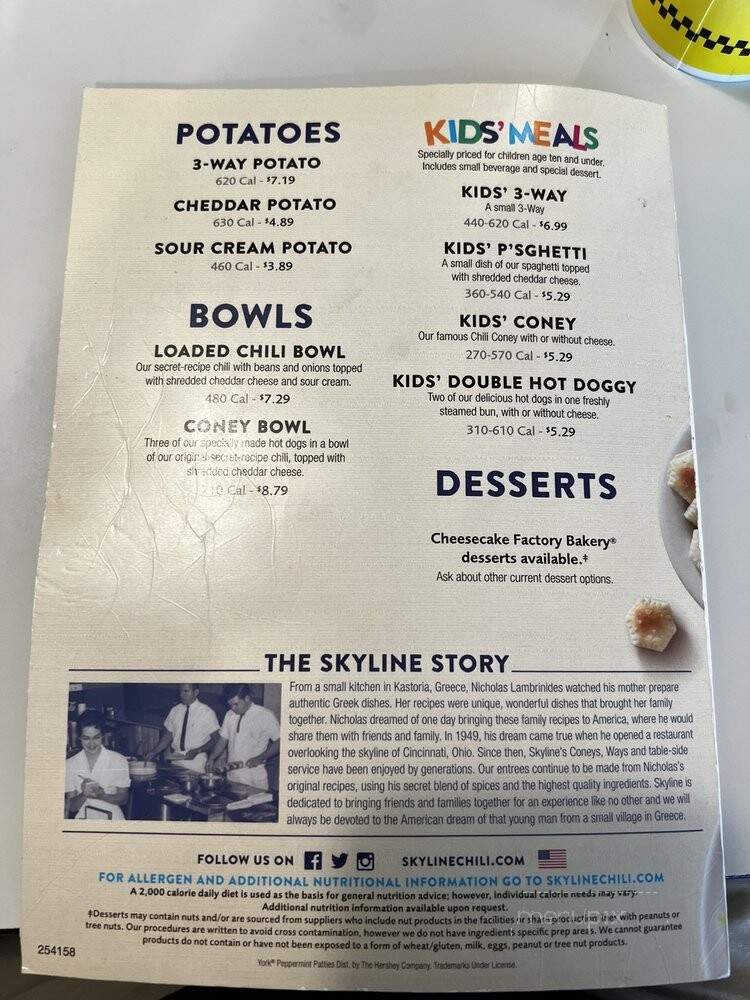 POTATOES
3-WAY POTATO
620 Cal - $7.19
CHEDDAR POTATO
630 Cal - $4.89
SOUR CREAM POTATO
460 Cal - $3.89
BOWLS
LOADED CHILI BOWL
Our secret-recipe chili with beans and onions topped
with shredded cheddar cheese and sour cream.
480 Cal - $7.29
CONEY BOWL
Three of our specially made hot dogs in a bowl
of our original secret-recipe chili, topped with
shredded cheddar cheese.
Cal - $8.79
KIDS' MEALS
Specially priced for children age ten and under.
Includes small beverage and special dessert.
KIDS' 3-WAY
A small 3-Way
440-620 Cal - $6.99
KIDS' P'SGHETTI
A small dish of our spaghetti topped
with shredded cheddar cheese.
360-540 Cal - $5.29
KIDS' CONEY
Our famous Chili Coney with or without cheese.
270-570 Cal - $5.29
KIDS' DOUBLE HOT DOGGY
Two of our delicious hot dogs in one freshly
steamed bun, with or without cheese.
310-610 Cal - $5.29
DESSERTS
Cheesecake Factory Bakery®
desserts available.‡
Ask about other current dessert options.
THE SKYLINE STORY
From a small kitchen in Kastoria, Greece, Nicholas Lambrinides watched his mother prepare
authentic Greek dishes. Her recipes were unique, wonderful dishes that brought her family
together. Nicholas dreamed of one day bringing these family recipes to America, where he would
share them with friends and family. In 1949, his dream came true when he opened a restaurant
overlooking the skyline of Cincinnati, Ohio. Since then, Skyline's Coneys, Ways and table-side
service have been enjoyed by generations. Our entrees continue to be made from Nicholas's
original recipes, using his secret blend of spices and the highest quality ingredients. Skyline is
dedicated to bringing friends and families together for an experience like no other and we will
always be devoted to the American dream of that young man from a small village in Greece.
FOLLOW US ON SKYLINECHILI.COM
FOR ALLERGEN AND ADDITIONAL NUTRITIONAL INFORMATION GO TO SKYLINECHILI.COM
A 2,000 calorie daily diet is used as the basis for general nutrition advice; however, individual calorie needs may vary.
Additional nutrition information available upon request.
‡Desserts may contain nuts and/or are sourced from suppliers who include nut products in the facilities or share production lines with peanuts or
tree nuts. Our procedures are written to avoid cross contamination, however we do not have ingredients specific prep areas. We cannot guarantee
products do not contain or have not been exposed to a form of wheat/gluten, milk, eggs, peanut or tree nut products.
254158
York® Peppermint Patties Dist. by The Hershey Company. Trademarks Under License.